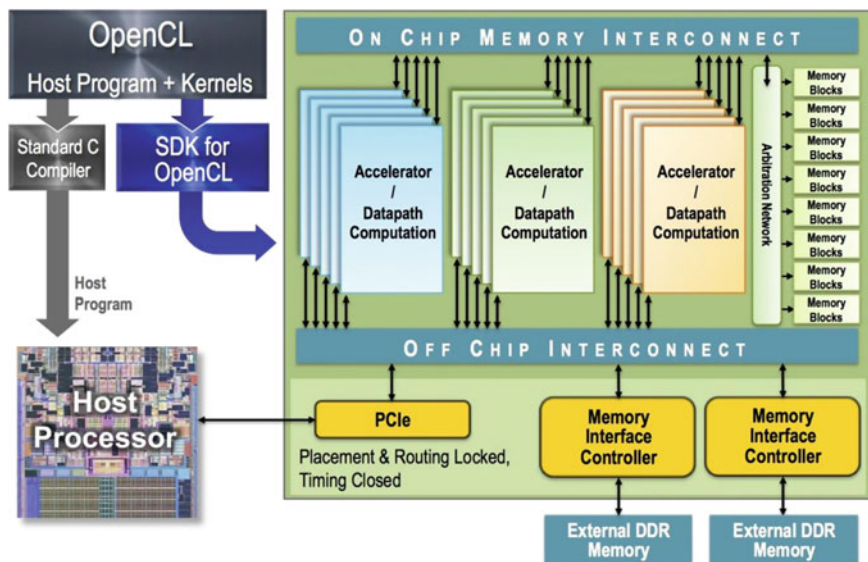 OpenCL
Host Program + Kernels
Standard C
Compiler
SDK for
OpenCL
Host
Program
Host
Processor
ON CHIP MEMORY INTERCONNECT
Accelerator
/
Datapath
Computation
Accelerator
/
Datapath
Computation
Accelerator
/
Datapath
Computation
Arbitration Network
Memory
Blocks
Memory
Blocks
Memory
Blocks
Memory
Blocks
Memory
Blocks
Memory
Blocks
Memory
Blocks
Memory
Blocks
OFF CHIP INTERCONNECT
PCIe
Placement & Routing Locked,
Timing Closed
Memory
Interface
Controller
Memory
Interface
Controller
External DDR
Memory
External DDR
Memory